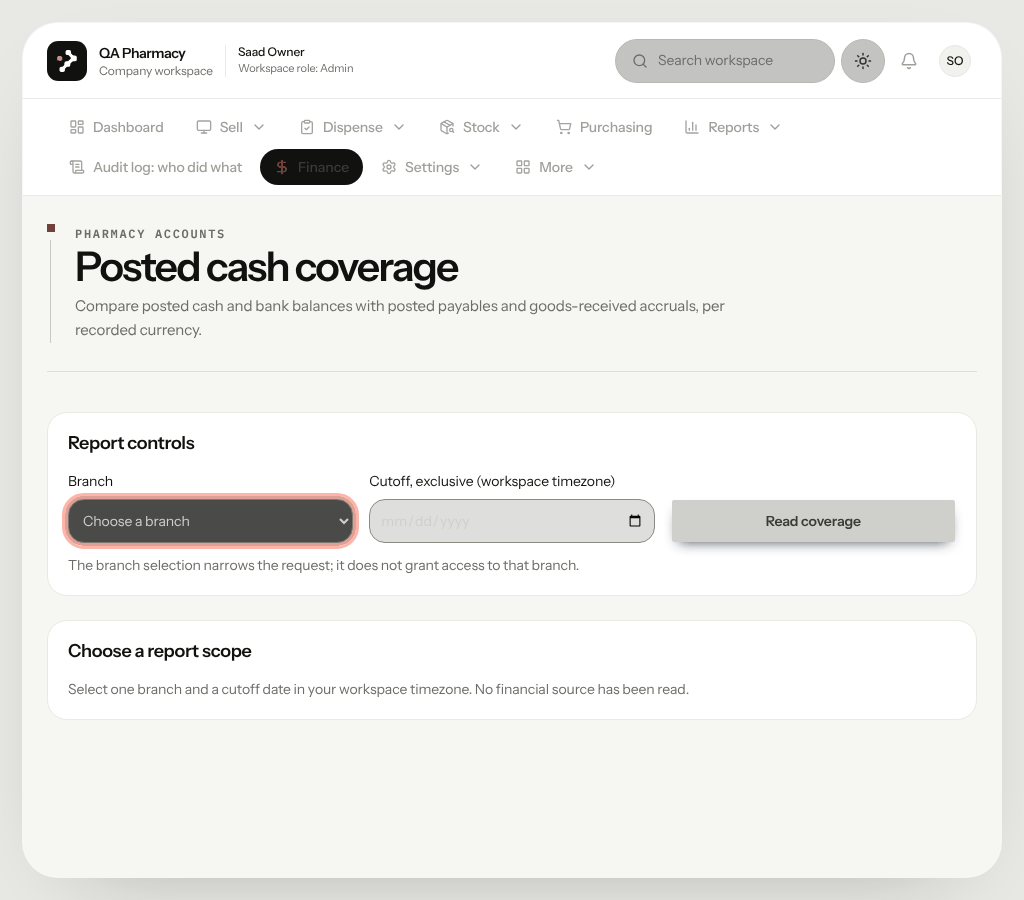 QA Pharmacy
Company workspace
Saad Owner
Workspace role: Admin
Search workspace
SO
Dashboard
Sell
Dispense
Stock
Purchasing
Reports
Audit log: who did what
Finance
Settings
More
PHARMACY ACCOUNTS
Posted cash coverage
Compare posted cash and bank balances with posted payables and goods-received accruals, per
recorded currency.
Report controls
Branch
Cutoff, exclusive (workspace timezone)
Choose a branch
mm/dd/yyyy
Read coverage
The branch selection narrows the request; it does not grant access to that branch.
Choose a report scope
Select one branch and a cutoff date in your workspace timezone. No financial source has been read.